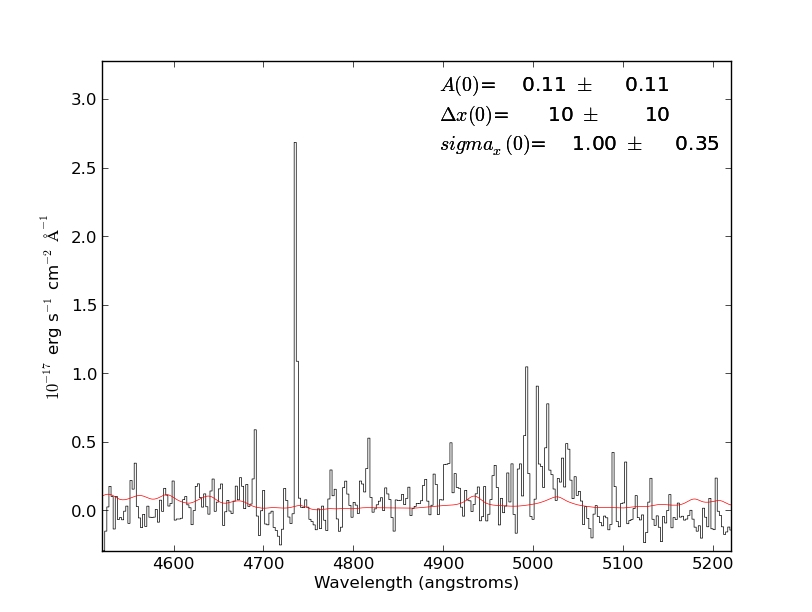 A(0)= 0.11 ± 0.11
Δx(0)= 10 ± 10
sigma_x (0)= 1.00 ± 0.35
3.0
2.5
2.0
1.5
1.0
0.5
0.0
10⁻¹⁷ erg s⁻¹ cm⁻² Å⁻¹
4600 4700 4800 4900 5000 5100 5200
Wavelength (angstroms)